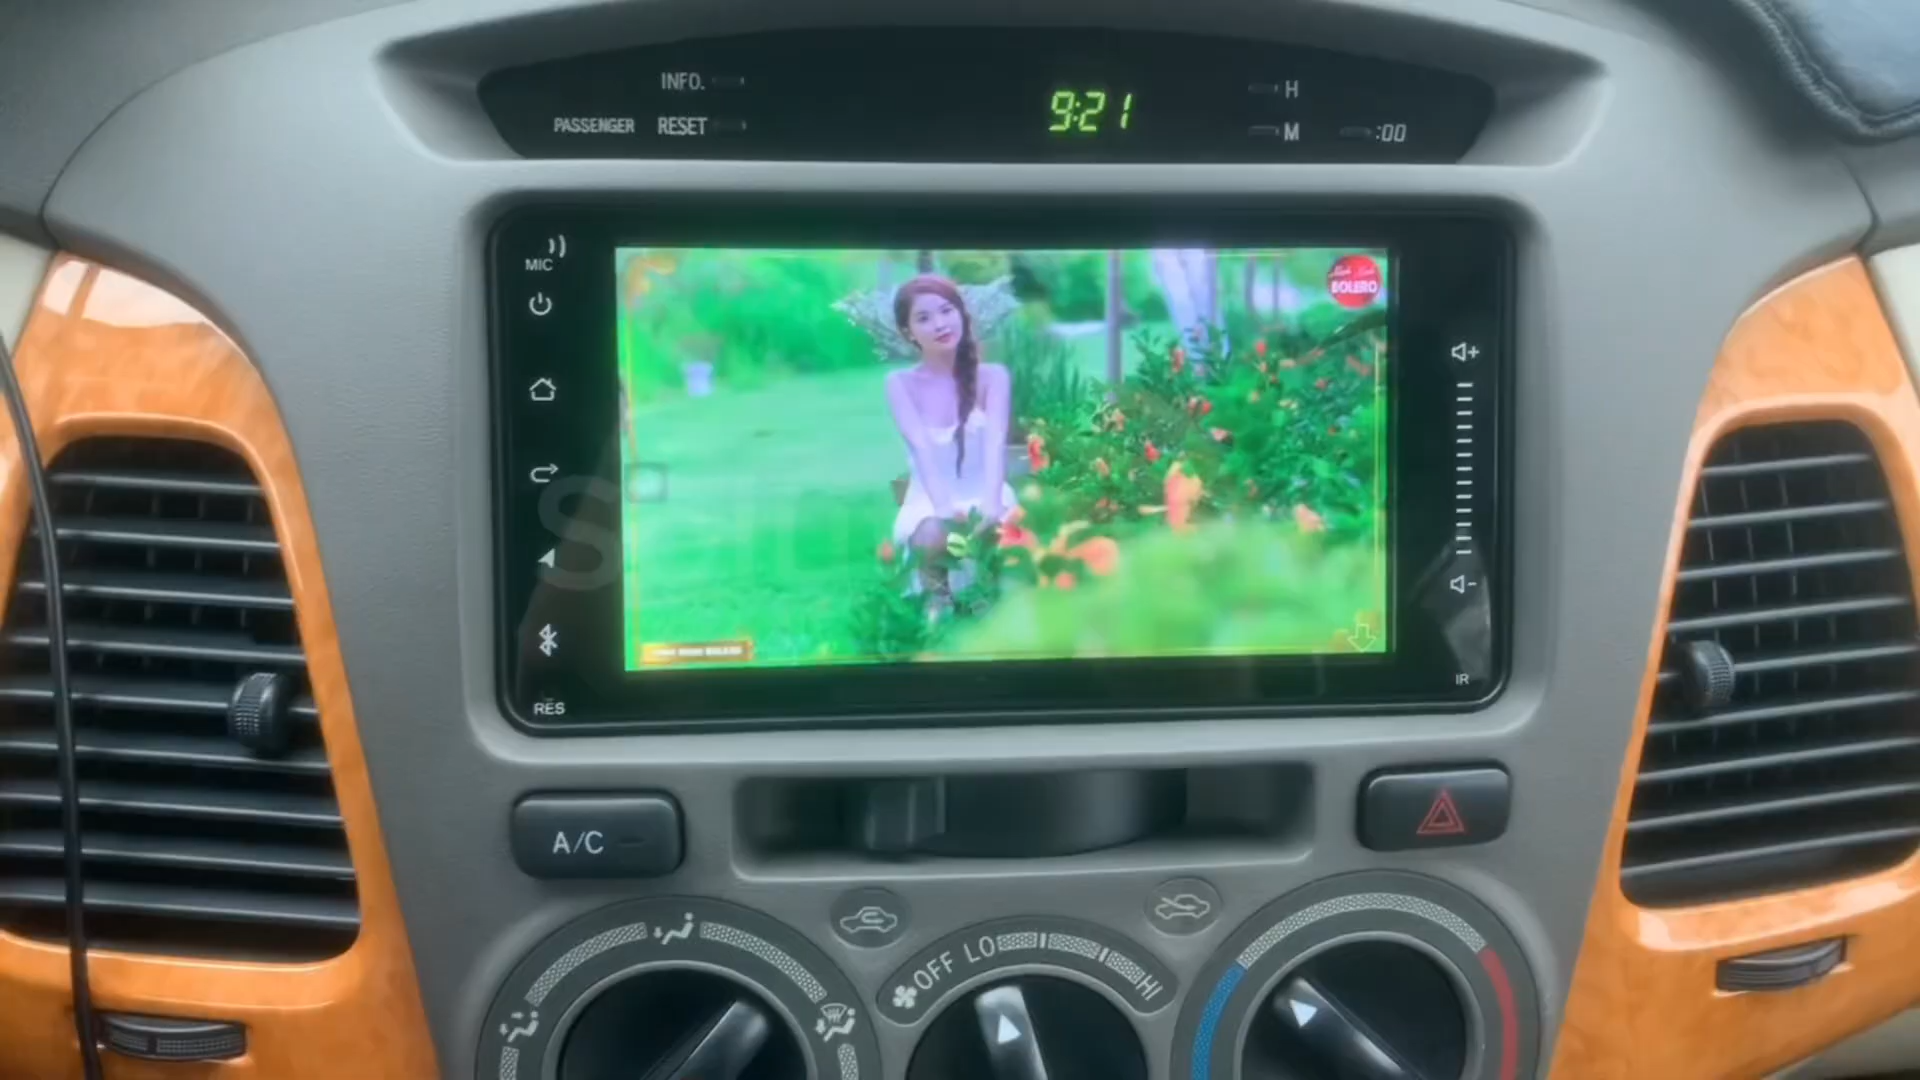 INFO.
9:21
H
PASSENGER RESET
M
:00
MIC
BOLERO
RES
IR
A/C
OFF LO
HI